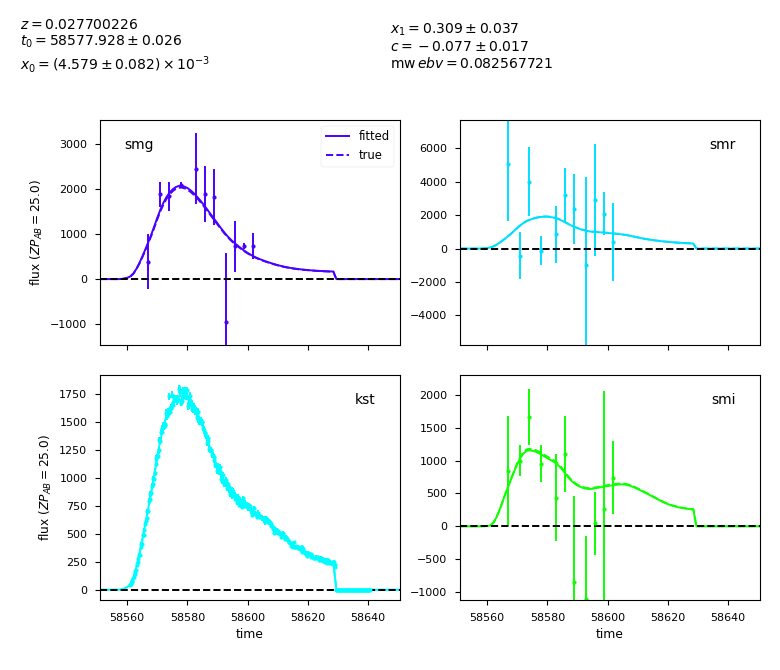 z = 0.027700226
t₀ = 58577.928 ± 0.026
x₀ = (4.579 ± 0.082) × 10⁻³
x₁ = 0.309 ± 0.037
c = −0.077 ± 0.017
mwebv = 0.082567721
smg
fitted
true
3000
2000
1000
0
−1000
flux (ZP_AB = 25.0)
smr
6000
4000
2000
0
−2000
−4000
kst
1750
1500
1250
1000
750
500
250
0
flux (ZP_AB = 25.0)
58560 58580 58600 58620 58640
time
smi
2000
1500
1000
500
0
−500
−1000
58560 58580 58600 58620 58640
time